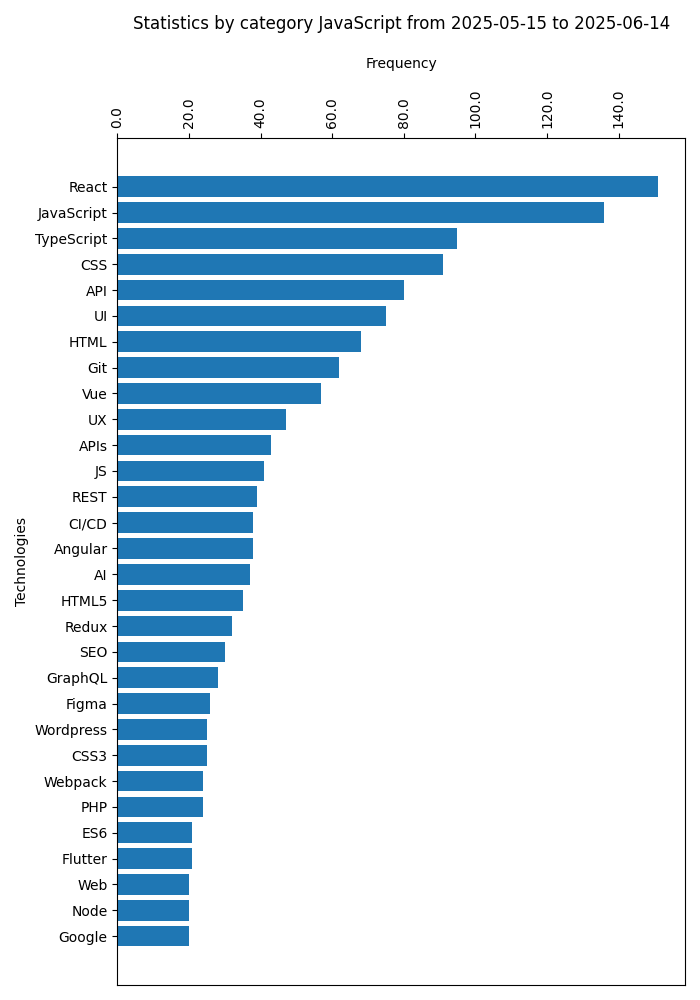 Statistics by category JavaScript from 2025-05-15 to 2025-06-14
Frequency
0.0
20.0
40.0
60.0
80.0
100.0
120.0
140.0
Technologies
React
JavaScript
TypeScript
CSS
API
UI
HTML
Git
Vue
UX
APIs
JS
REST
CI/CD
Angular
AI
HTML5
Redux
SEO
GraphQL
Figma
Wordpress
CSS3
Webpack
PHP
ES6
Flutter
Web
Node
Google